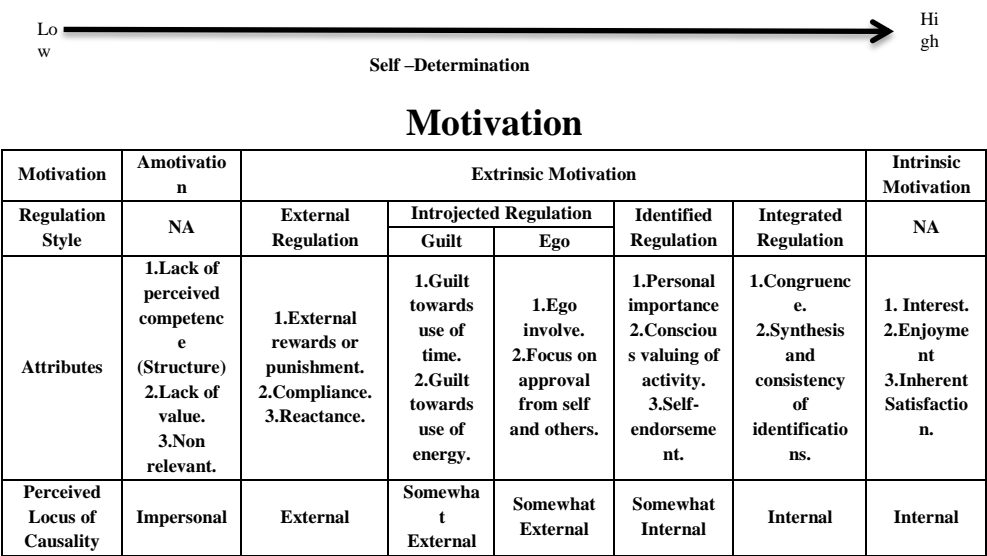 Lo
w
Hi
gh
Self –Determination
Motivation
Motivation
Amotivatio
n
Extrinsic Motivation
Intrinsic
Motivation
Regulation
Style
NA
External
Regulation
Introjected Regulation
Guilt
Ego
Identified
Regulation
Integrated
Regulation
NA
Attributes
1.Lack of
perceived
competenc
e
(Structure)
2.Lack of
value.
3.Non
relevant.
1.External
rewards or
punishment.
2.Compliance.
3.Reactance.
1.Guilt
towards
use of
time.
2.Guilt
towards
use of
energy.
1.Ego
involve.
2.Focus on
approval
from self
and others.
1.Personal
importance
2.Consciou
s valuing of
activity.
3.Self-
endorseme
nt.
1.Congruenc
e.
2.Synthesis
and
consistency
of
identificatio
ns.
1. Interest.
2.Enjoyme
nt
3.Inherent
Satisfactio
n.
Perceived
Locus of
Causality
Impersonal
External
Somewha
t
External
Somewhat
External
Somewhat
Internal
Internal
Internal